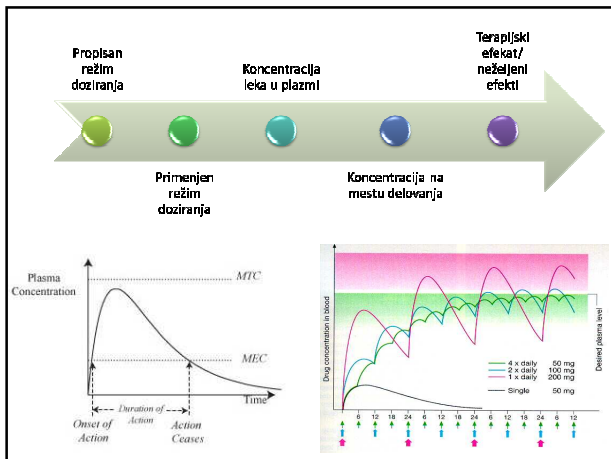 Propisan
režim
doziranja
Koncentracija
leka u plazmi
Terapijski
efekat/
neželjeni
efekti
Primenjen
režim
doziranja
Koncentracija na
mestu delovanja
Plasma
Concentration
MTC
MEC
Time
Duration of
Action
Onset of
Action
Action
Ceases
Drug concentration in blood
Desired plasma level
4 x daily 50 mg
2 x daily 100 mg
1 x daily 200 mg
Single 50 mg
6 12 18 24 6 12 18 24 6 12 18 24 6 12